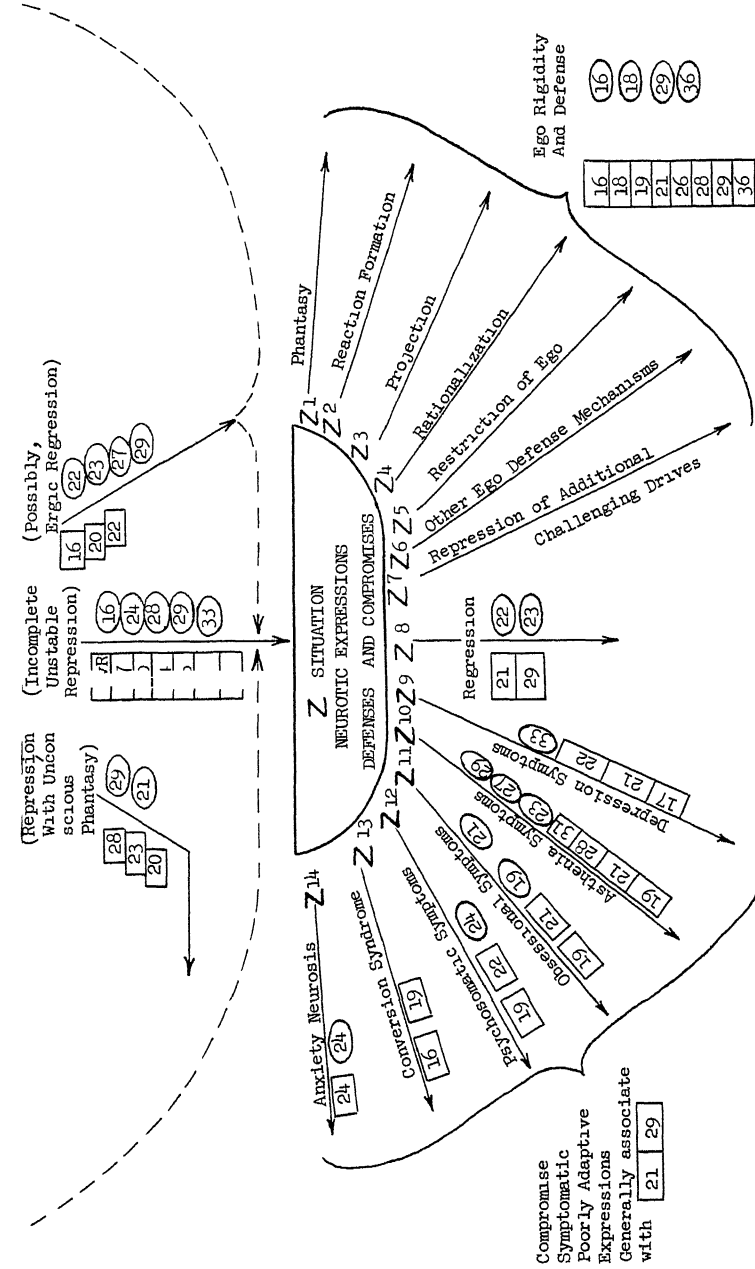 (Repression
With Uncon
scious
Phantasy)
29
21
28
23
20
(Incomplete
Unstable
Repression)
16
24
28
29
33
(Possibly,
Ergic Regression)
22
23
27
29
16
20
22
Z SITUATION
NEUROTIC EXPRESSIONS
DEFENSES AND COMPROMISES
Z1
Phantasy
Z2
Reaction Formation
Z3
Projection
Z4
Rationalization
Z5
Restriction of Ego
Z6
Other Ego Defense Mechanisms
Z7
Repression of Additional
Challenging Drives
Z8
Regression
21
29
22
23
Z9
Depression Symptoms
33
22
21
17
Z10
Asthenia Symptoms
29
27
23
31
28
21
19
Z11
Obsessional Symptoms
21
19
21
19
Z12
Psychosomatic Symptoms
24
22
19
Z13
Conversion Syndrome
16
19
Z14
Anxiety Neurosis
24
24
Ego Rigidity
And Defense
16
18
29
36
16
18
19
21
26
28
29
36
Compromise
Symptomatic
Poorly Adaptive
Expressions
Generally associate
with 21 29